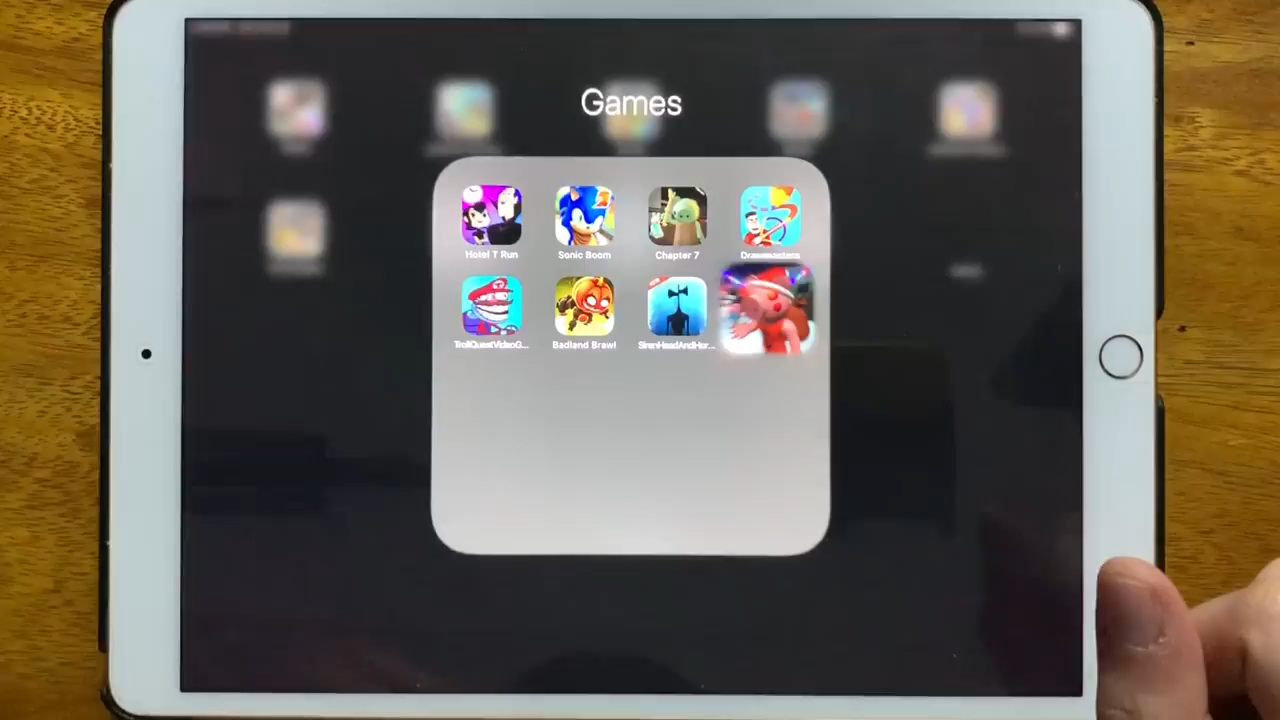 Games
Hotel T Run
Sonic Boom
Chapter 7
Drawmasters
TrollQuestVideoG...
Badland Brawl
SirenHeadAndHor...